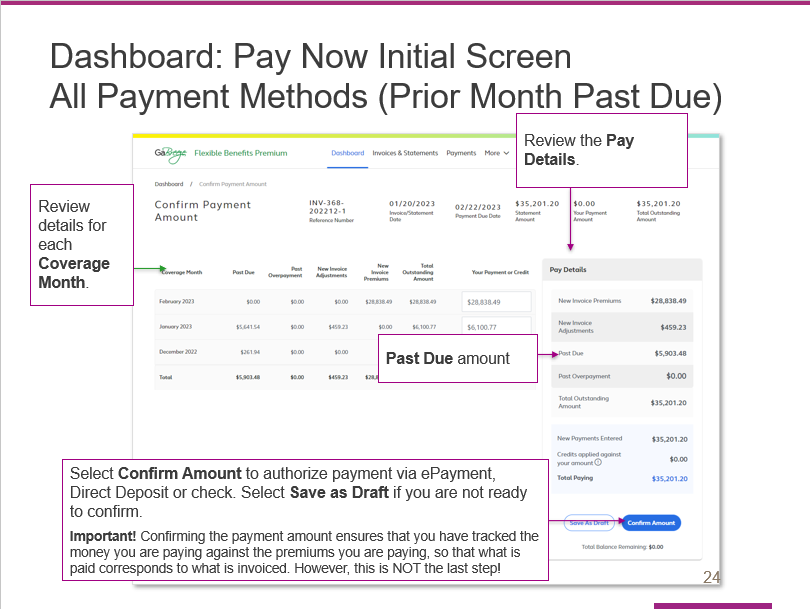 Dashboard: Pay Now Initial Screen
All Payment Methods (Prior Month Past Due)
Flexible Benefits Premium
Dashboard
Invoices & Statements
Payments
More
Review the Pay
Details.
Dashboard / Confirm Payment Amount
Confirm Payment
Amount
INV-368-
202212-1
Reference Number
01/20/2023
Invoice/Statement
Date
02/22/2023
Payment Due Date
$35,201.20
Statement
Amount
$0.00
Your Payment
Amount
$35,201.20
Total Outstanding
Amount
Review
details for
each
Coverage
Month.
Coverage Month
Past Due
Past
Overpayment
New Invoice
Adjustments
New
Invoice
Premiums
Total
Outstanding
Amount
Your Payment or Credit
February 2023 $0.00 $0.00 $0.00 $28,838.49 $28,838.49 $28,838.49
January 2023 $5,641.54 $0.00 $459.23 $0.00 $6,100.77 $6,100.77
December 2022 $261.94 $0.00 $0.00
Total $5,903.48 $0.00 $459.23
Past Due amount
Pay Details
New Invoice Premiums $28,838.49
New Invoice
Adjustments
$459.23
Past Due $5,903.48
Past Overpayment $0.00
Total Outstanding
Amount
$35,201.20
New Payments Entered $35,201.20
Credits applied against
your amount
$0.00
Total Paying $35,201.20
Save As Draft
Confirm Amount
Total Balance Remaining: $0.00
Select Confirm Amount to authorize payment via ePayment,
Direct Deposit or check. Select Save as Draft if you are not ready
to confirm.
Important! Confirming the payment amount ensures that you have tracked the
money you are paying against the premiums you are paying, so that what is
paid corresponds to what is invoiced. However, this is NOT the last step!
24